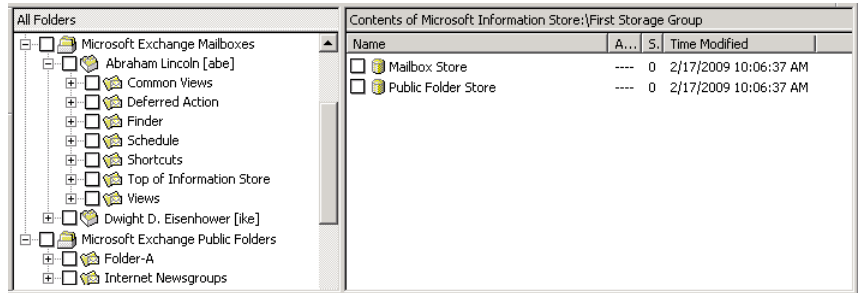 All Folders
Microsoft Exchange Mailboxes
Abraham Lincoln [abe]
Common Views
Deferred Action
Finder
Schedule
Shortcuts
Top of Information Store
Views
Dwight D. Eisenhower [ike]
Microsoft Exchange Public Folders
Folder-A
Internet Newsgroups
Contents of Microsoft Information Store:\First Storage Group
Name A... S. Time Modified
Mailbox Store ---- 0 2/17/2009 10:06:37 AM
Public Folder Store ---- 0 2/17/2009 10:06:37 AM